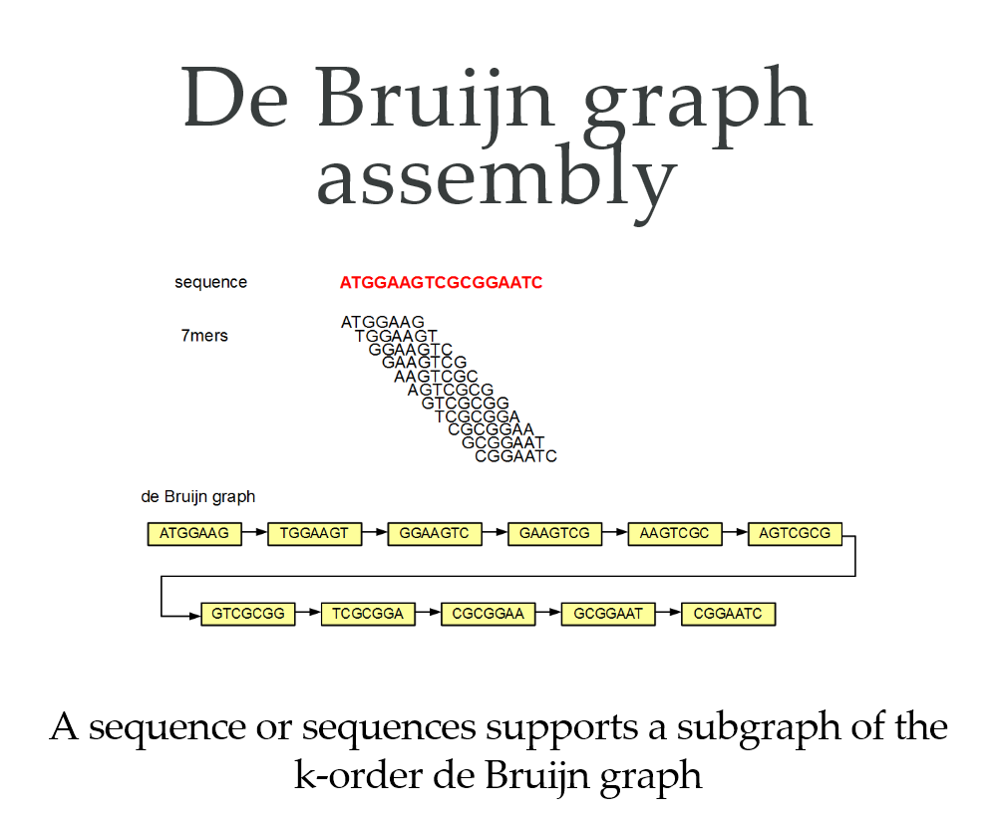 De Bruijn graph
assembly
sequence ATGGAAGTCGCGGAATC
7mers
ATGGAAG
TGGAAGT
GGAAGTC
GAAGTCG
AAGTCGC
AGTCGCG
GTCGCGG
TCGCGGA
CGCGGAA
GCGGAAT
CGGAATC
de Bruijn graph
ATGGAAG TGGAAGT GGAAGTC GAAGTCG AAGTCGC AGTCGCG
GTCGCGG TCGCGGA CGCGGAA GCGGAAT CGGAATC
A sequence or sequences supports a subgraph of the
k-order de Bruijn graph